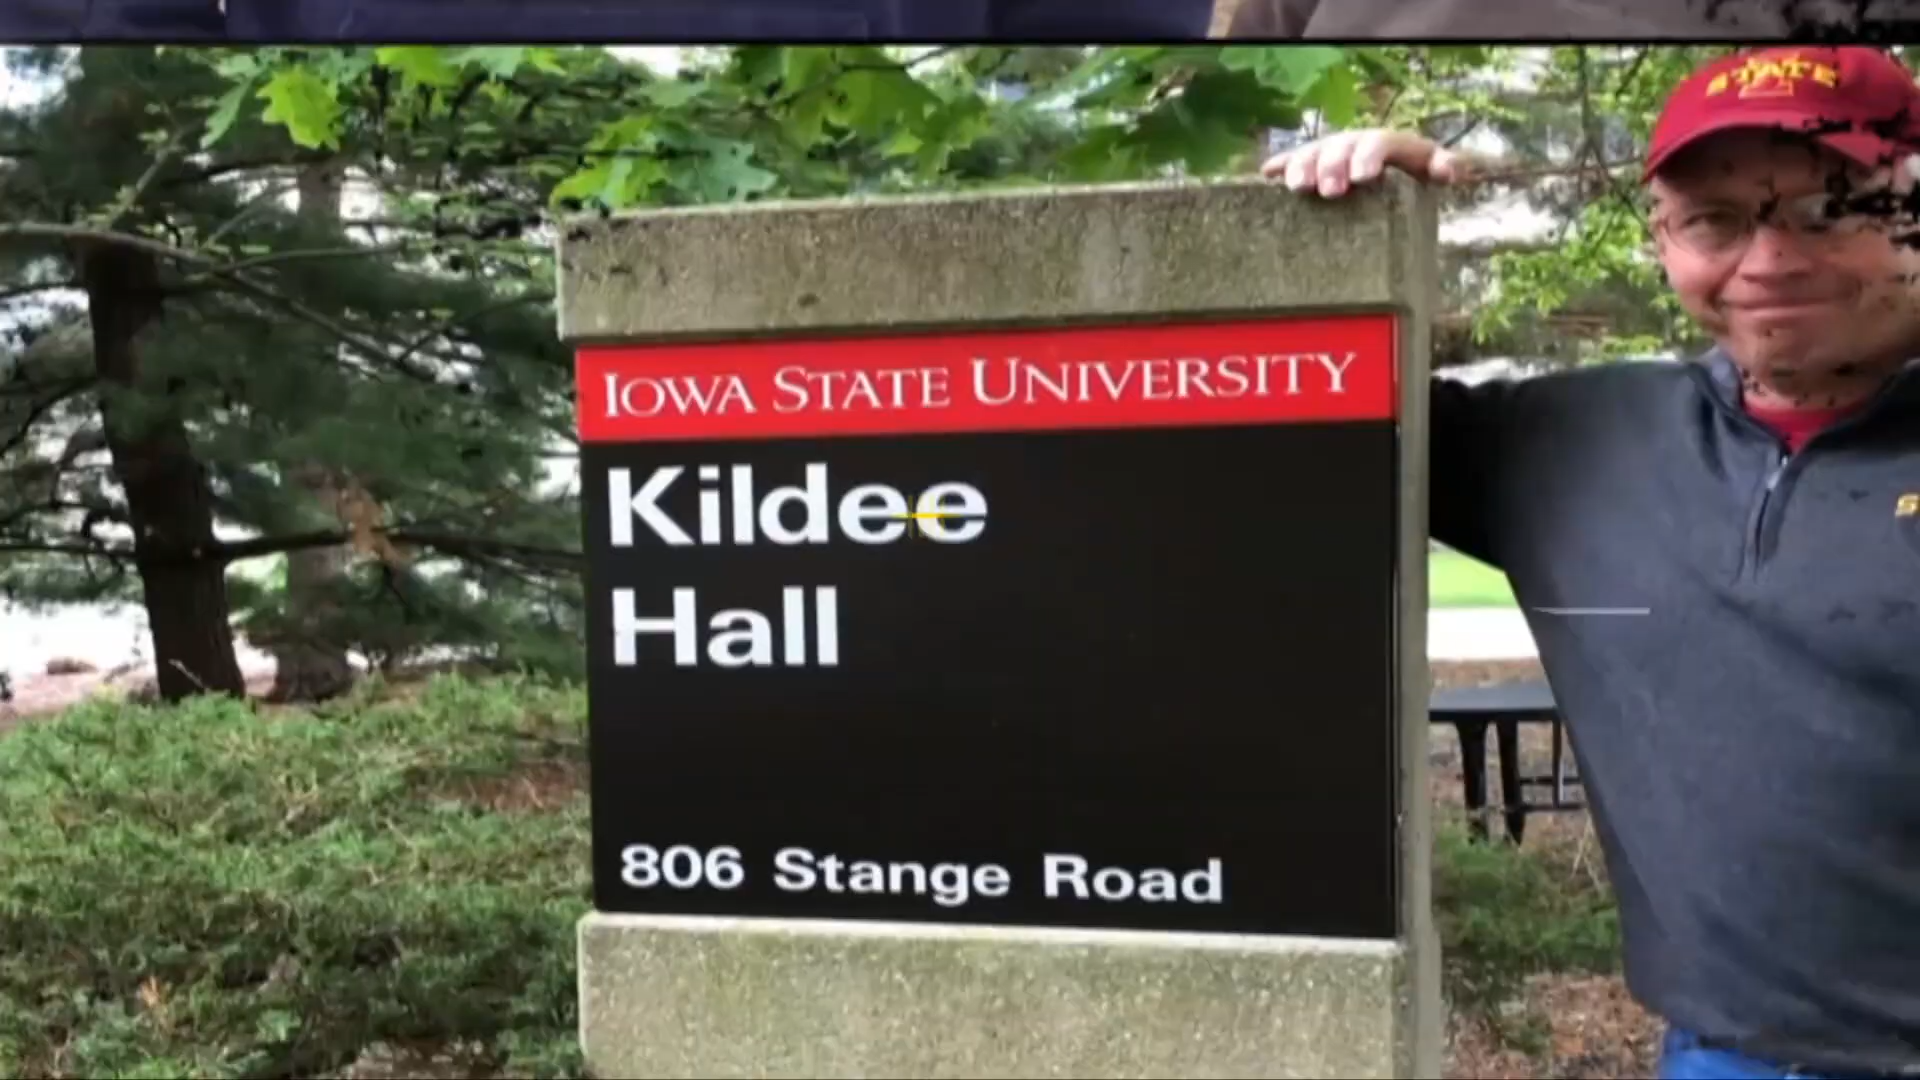 STATE
IOWA STATE UNIVERSITY
Kildee
Hall
806 Stange Road